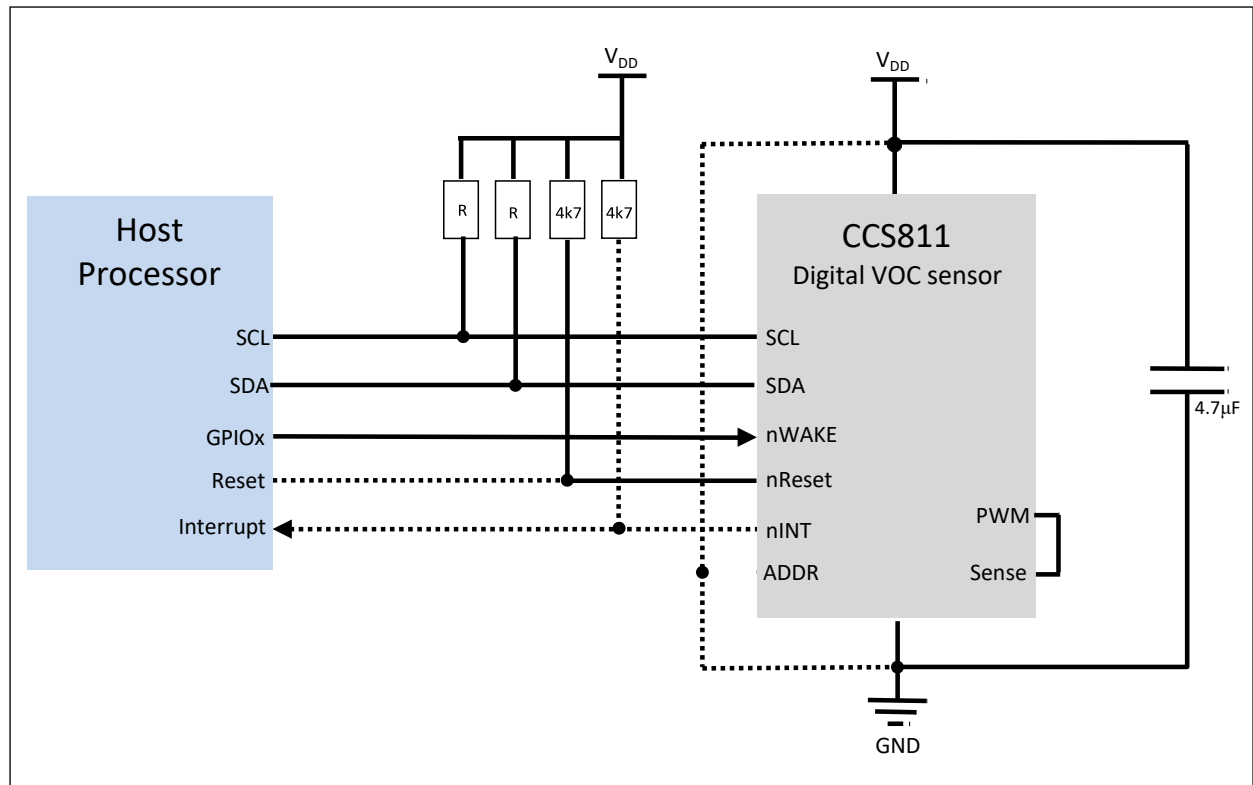 V_DD
V_DD
R
R
4k7
4k7
Host
Processor
CCS811
Digital VOC sensor
SCL
SCL
SDA
SDA
4.7µF
GPIOx
nWAKE
Reset
nReset
Interrupt
nINT
PWM
ADDR
Sense
GND